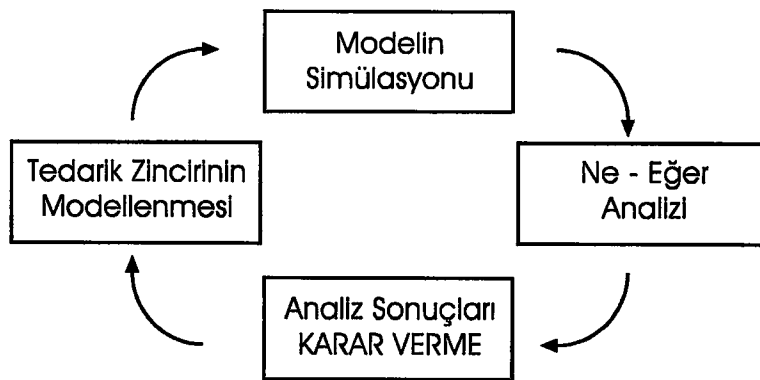 Modelin
Simülasyonu
Tedarik Zincirinin
Modellenmesi
Ne - Eğer
Analizi
Analiz Sonuçları
KARAR VERME